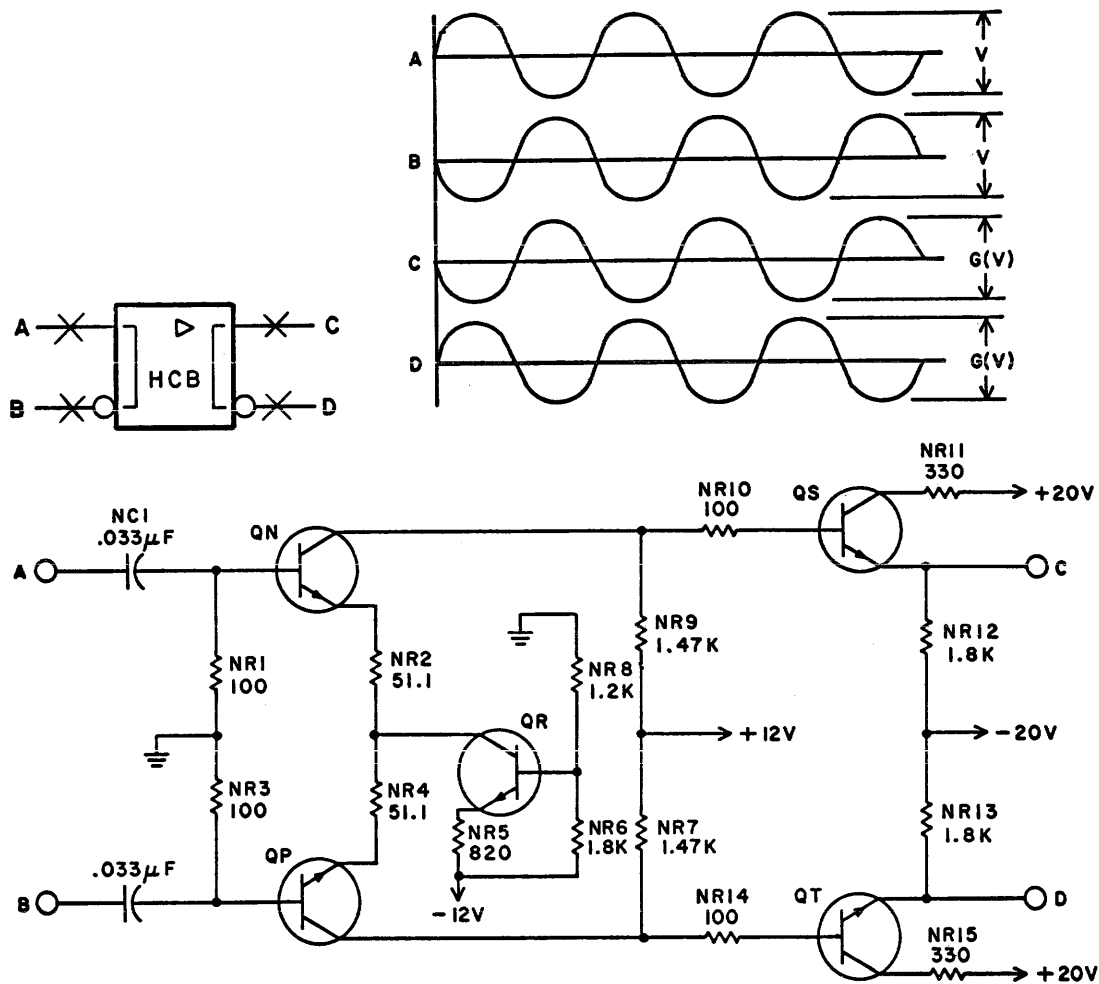 A
V
B
V
C
G(V)
D
G(V)
A
C
HCB
B
D
NR11
330
+20V
NR10
100
QS
NC1
.033µF
QN
A
C
NR1
100
NR2
51.1
NR8
1.2K
NR9
1.47K
NR12
1.8K
QR
+12V
-20V
NR3
100
NR4
51.1
NR5
820
NR6
1.8K
NR7
1.47K
NR13
1.8K
-12V
.033µF
QP
B
NR14
100
QT
D
NR15
330
+20V